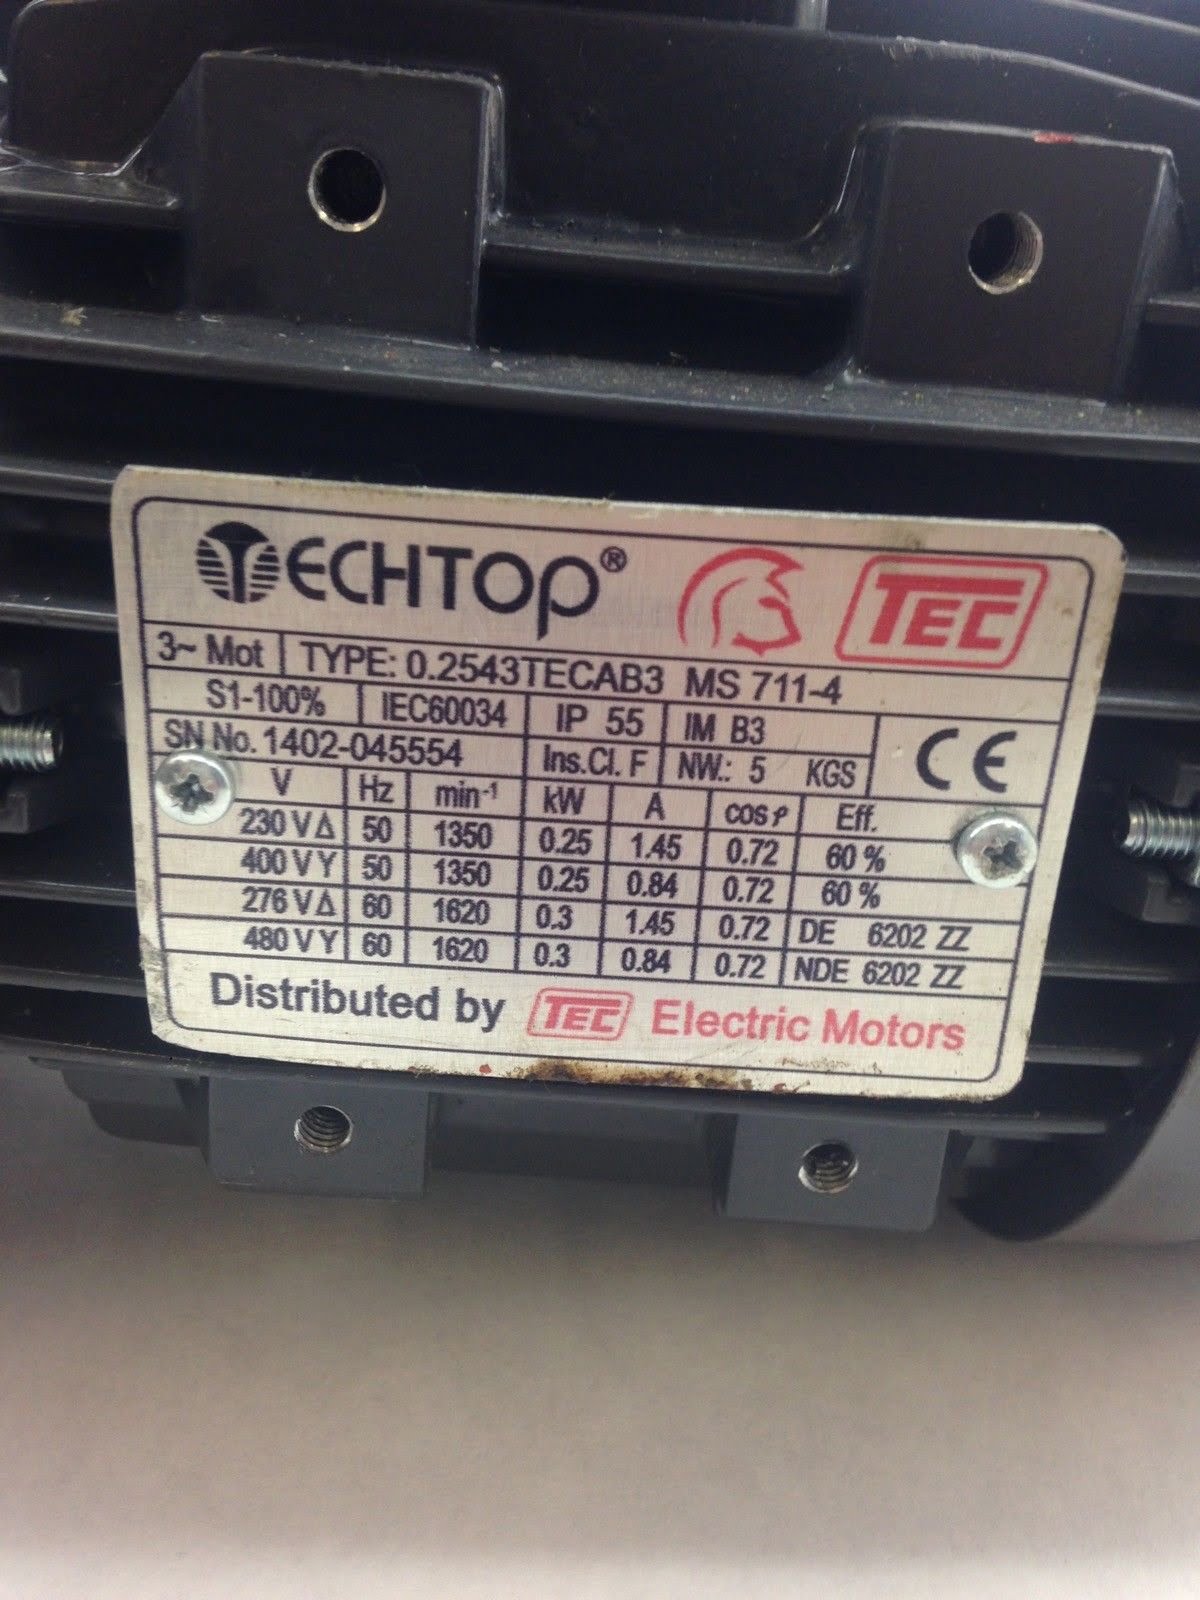 TECHTOP® TEC
3~ Mot TYPE: 0.2543TECAB3 MS 711-4
S1-100% IEC60034 IP 55 IM B3
SN No. 1402-045554 Ins.Cl. F NW.: 5 KGS CE
V Hz min⁻¹ kW A cos φ Eff.
230 V Δ 50 1350 0.25 1.45 0.72 60 %
400 V Y 50 1350 0.25 0.84 0.72 60 %
276 V Δ 60 1620 0.3 1.45 0.72 DE 6202 ZZ
480 V Y 60 1620 0.3 0.84 0.72 NDE 6202 ZZ
Distributed by TEC Electric Motors